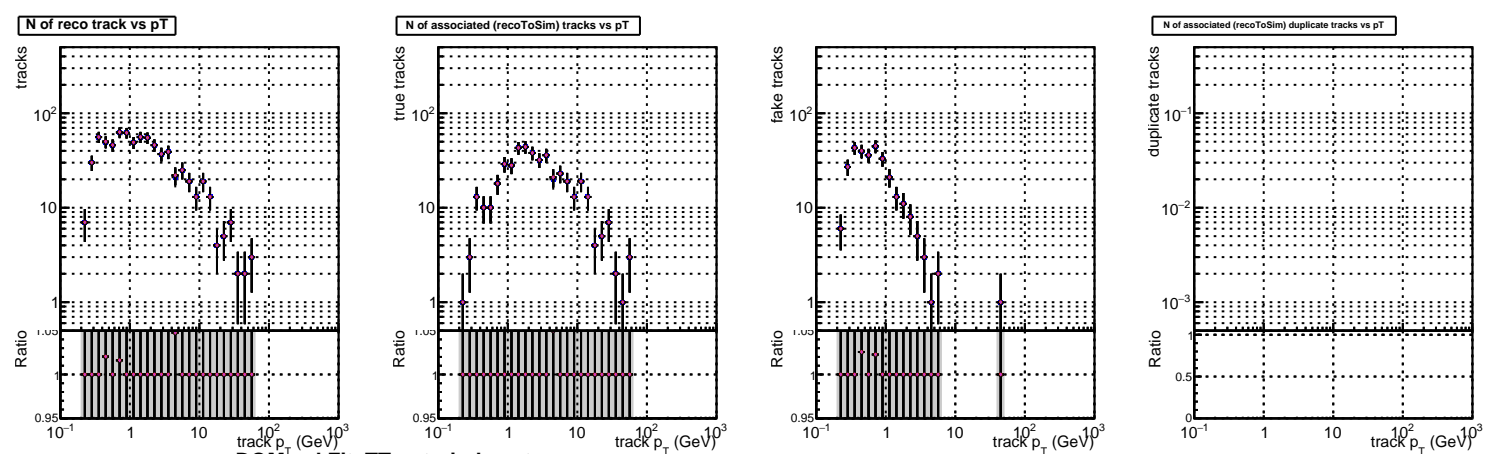 N of reco track vs pT
N of associated (recoToSim) tracks vs pT
N of associated (recoToSim) duplicate tracks vs pT
tracks
10²
10
1
Ratio
1.05
1
0.95
10⁻¹ 1 10 10² 10³
track p_T (GeV)
true tracks
10²
10
1
Ratio
1.05
1
0.95
10⁻¹ 1 10 10² 10³
track p_T (GeV)
fake tracks
10²
10
1
Ratio
1.05
1
0.95
10⁻¹ 1 10 10² 10³
track p_T (GeV)
duplicate tracks
10⁻¹
10⁻²
10⁻³
Ratio
1
0.5
0
10⁻¹ 1 10 10² 10³
track p_T (GeV)